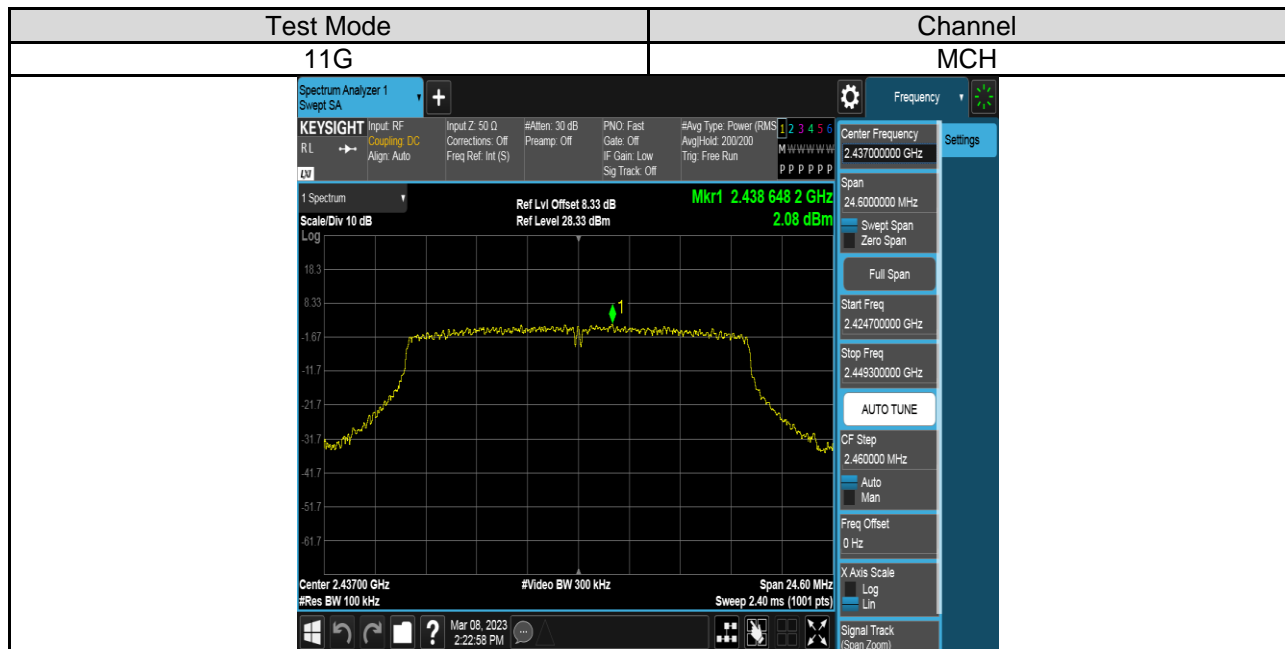 Test Mode Channel
11G MCH
Spectrum Analyzer 1
Swept SA
+
Frequency
KEYSIGHT
RL
LXI
Input: RF
Coupling: DC
Align: Auto
Input Z: 50 Ω
Corrections: Off
Freq Ref: Int (S)
#Atten: 30 dB
Preamp: Off
PNO: Fast
Gate: Off
IF Gain: Low
Sig Track: Off
#Avg Type: Power (RMS
Avg|Hold: 200/200
Trig: Free Run
1 2 3 4 5 6
M W W W W W
P P P P P P
Settings
Center Frequency
2.437000000 GHz
Span
24.6000000 MHz
Swept Span
Zero Span
Full Span
Start Freq
2.424700000 GHz
Stop Freq
2.449300000 GHz
AUTO TUNE
CF Step
2.460000 MHz
Auto
Man
Freq Offset
0 Hz
X Axis Scale
Log
Lin
Signal Track
(Span Zoom)
1 Spectrum
Scale/Div 10 dB
Ref Lvl Offset 8.33 dB
Ref Level 28.33 dBm
Mkr1 2.438 648 2 GHz
2.08 dBm
Log
18.3
8.33
-1.67
-11.7
-21.7
-31.7
-41.7
-51.7
-61.7
1
Center 2.43700 GHz
#Res BW 100 kHz
#Video BW 300 kHz
Span 24.60 MHz
Sweep 2.40 ms (1001 pts)
?
Mar 08, 2023
2:22:58 PM